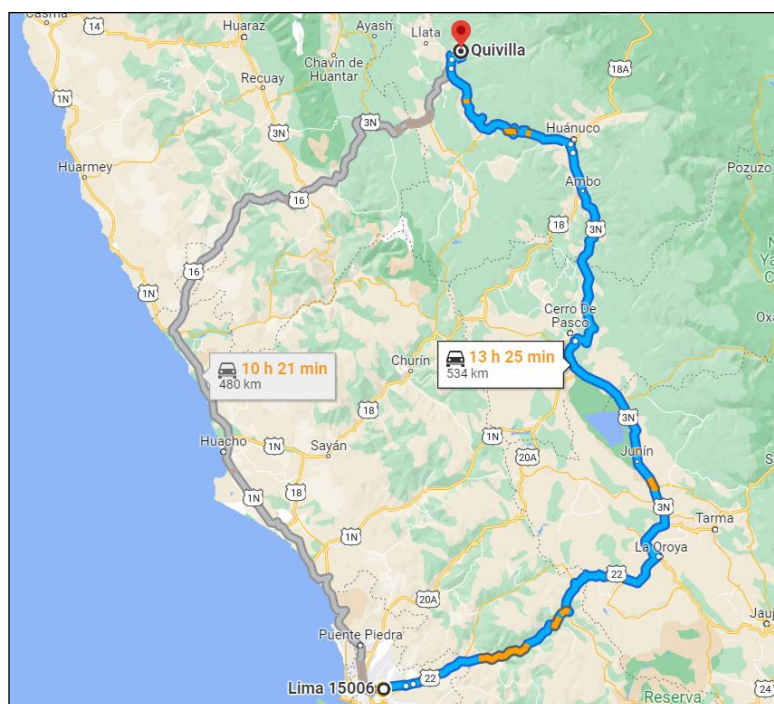 Casma
14
Huaraz
Ayash
Llata
Quivilla
Chavín de
Huantar
Recuay
18A
1N
3N
3N
Huánuco
Huarmey
Pozuzo
Ambo
16
18
3N
16
1N
Cerro De
Pasco
10 h 21 min
480 km
Churín
13 h 25 min
534 km
18
3N
1N
Huacho
1N
Sayán
20A
Junín
1N
18
3N
1N
Tarma
La Oroya
22
20A
Puente Piedra
22
Lima 15006
24
Reserva